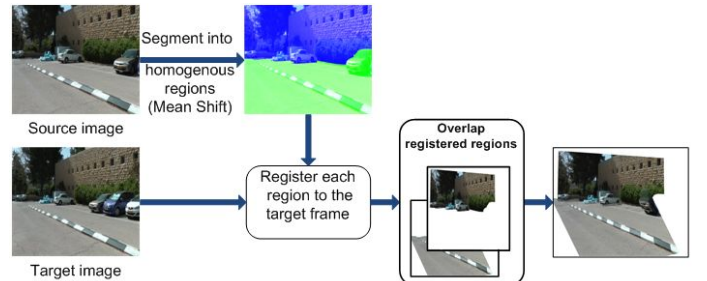 Segment into
homogenous
regions
(Mean Shift)
Source image
Overlap
registered regions
Register each
region to the
target frame
Target image